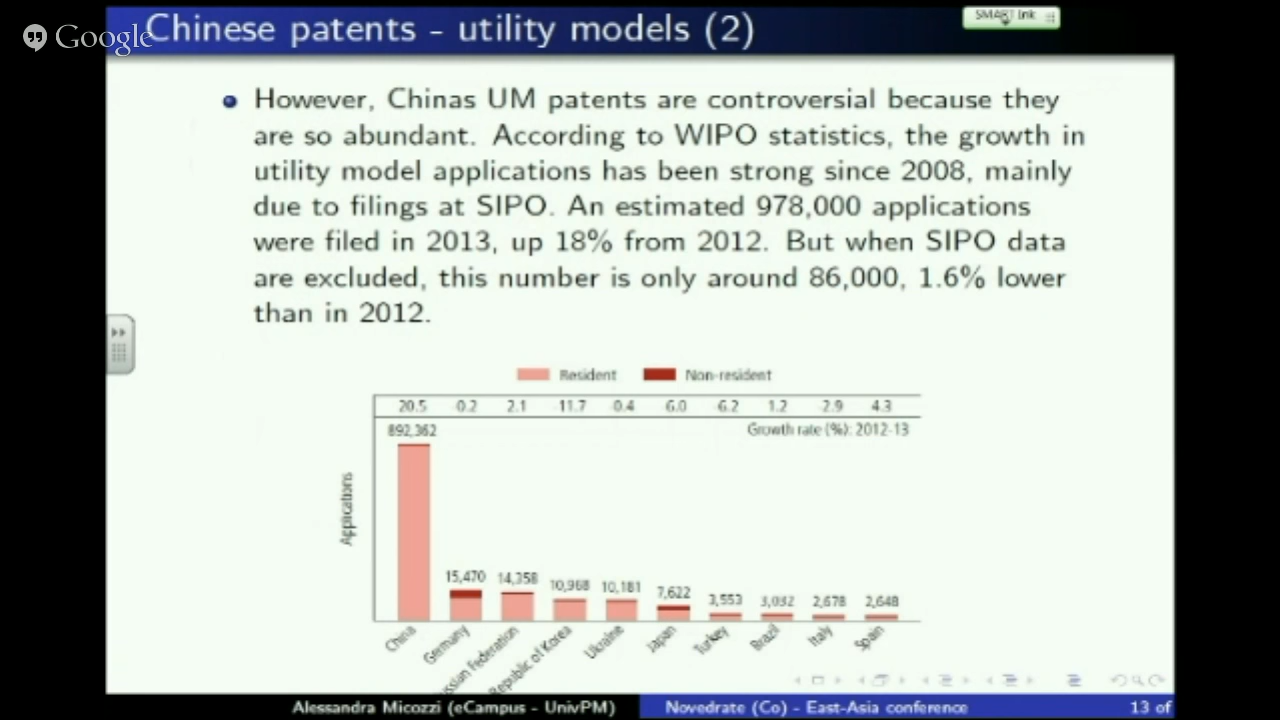 Google
Chinese patents - utility models (2)
SMART Ink
However, Chinas UM patents are controversial because they
are so abundant. According to WIPO statistics, the growth in
utility model applications has been strong since 2008, mainly
due to filings at SIPO. An estimated 978,000 applications
were filed in 2013, up 18% from 2012. But when SIPO data
are excluded, this number is only around 86,000, 1.6% lower
than in 2012.
Resident Non-resident
20.5 0.2 2.1 11.7 0.4 6.0 6.2 1.2 2.9 4.3
Growth rate (%): 2012-13
892,362
15,470 14,358 10,968 10,181 7,622 3,553 3,032 2,678 2,648
Applications
China Germany ssian Federation Republic of Korea Ukraine Japan Turkey Brazil Italy Spain
Alessandra Micozzi (eCampus - UnivPM) Novedrate (Co) - East-Asia conference 13 of